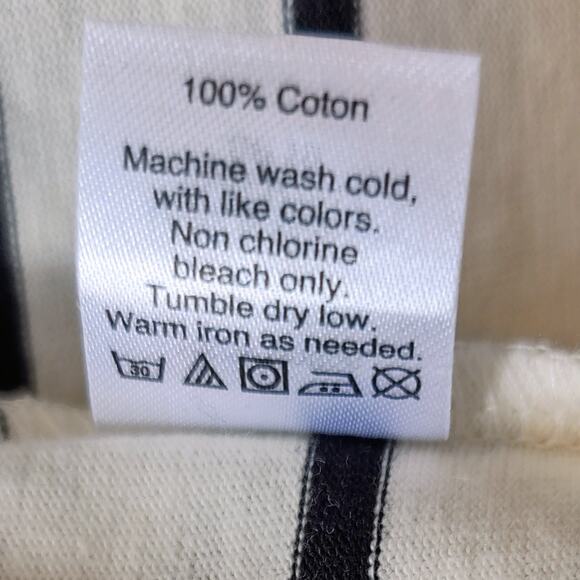 100% Coton
Machine wash cold,
with like colors.
Non chlorine
bleach only.
Tumble dry low.
Warm iron as needed.
30